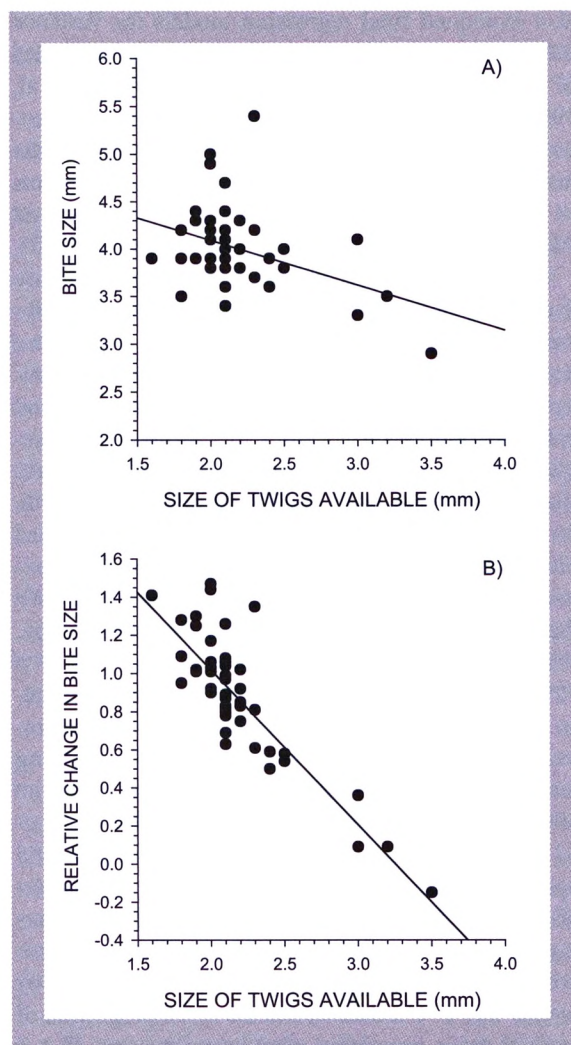 A)
BITE SIZE (mm)
6.0
5.5
5.0
4.5
4.0
3.5
3.0
2.5
2.0
1.5 2.0 2.5 3.0 3.5 4.0
SIZE OF TWIGS AVAILABLE (mm)
B)
RELATIVE CHANGE IN BITE SIZE
1.6
1.4
1.2
1.0
0.8
0.6
0.4
0.2
0.0
-0.2
-0.4
1.5 2.0 2.5 3.0 3.5 4.0
SIZE OF TWIGS AVAILABLE (mm)